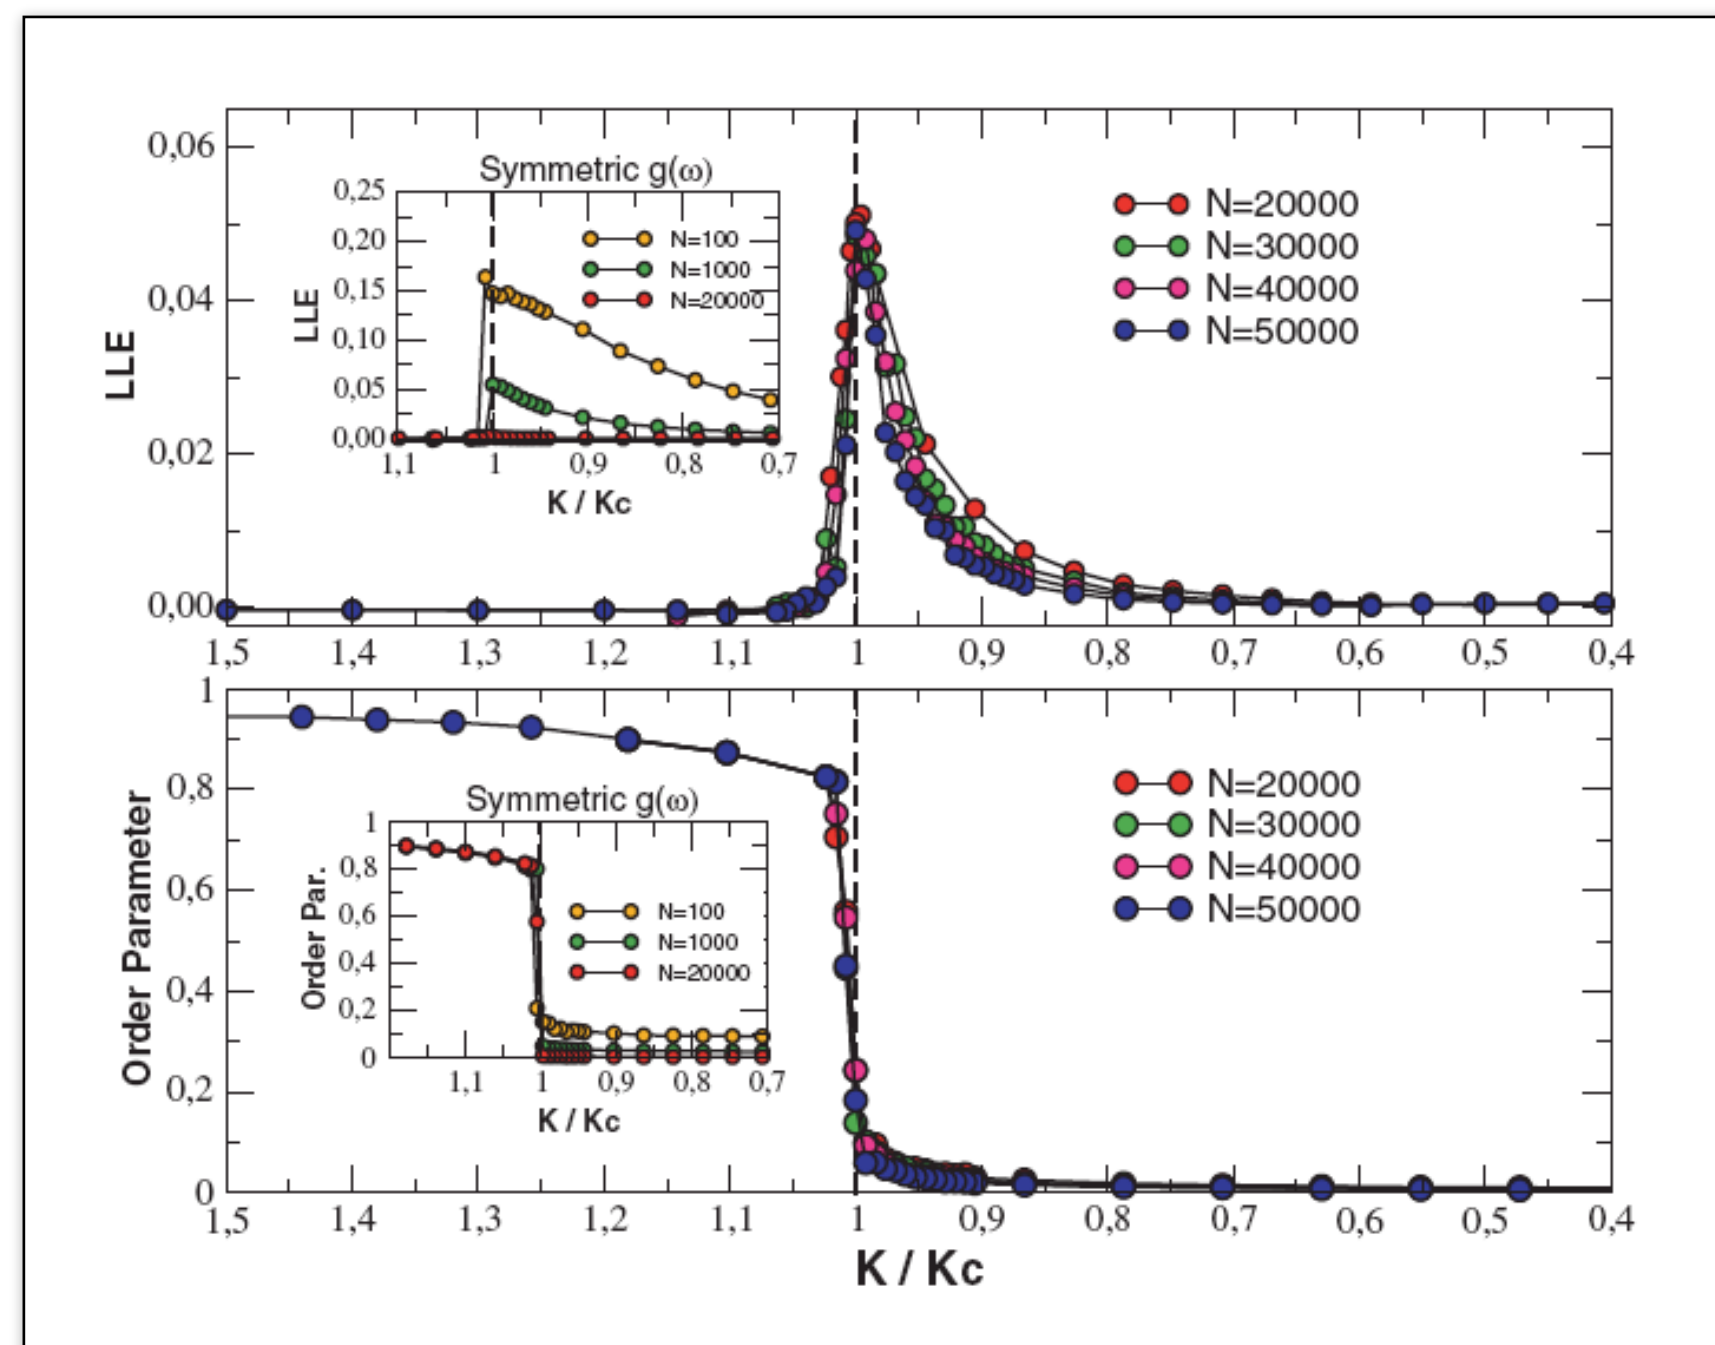 0,06
0,04
0,02
0,00
LLE
Symmetric g(ω)
0,25
0,20
0,15
0,10
0,05
0,00
LLE
N=100
N=1000
N=20000
1,1 1 0,9 0,8 0,7
K / Kc
N=20000
N=30000
N=40000
N=50000
1,5 1,4 1,3 1,2 1,1 1 0,9 0,8 0,7 0,6 0,5 0,4
1
0,8
0,6
0,4
0,2
0
Order Parameter
Symmetric g(ω)
1
0,8
0,6
0,4
0,2
0
Order Par.
N=100
N=1000
N=20000
1,1 1 0,9 0,8 0,7
K / Kc
N=20000
N=30000
N=40000
N=50000
1,5 1,4 1,3 1,2 1,1 1 0,9 0,8 0,7 0,6 0,5 0,4
K / Kc